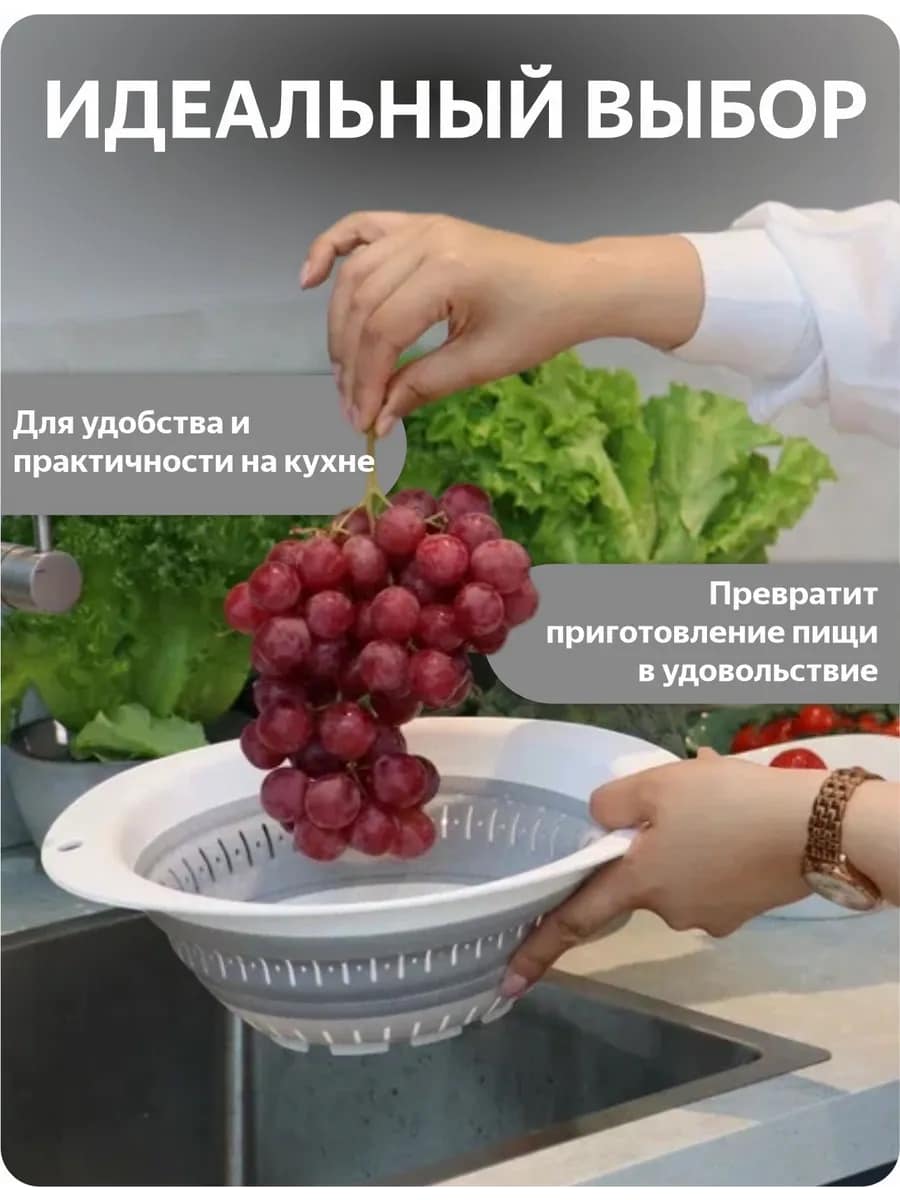 ИДЕАЛЬНЫЙ ВЫБОР
Для удобства и
практичности на кухне
Превратит
приготовление пищи
в удовольствие